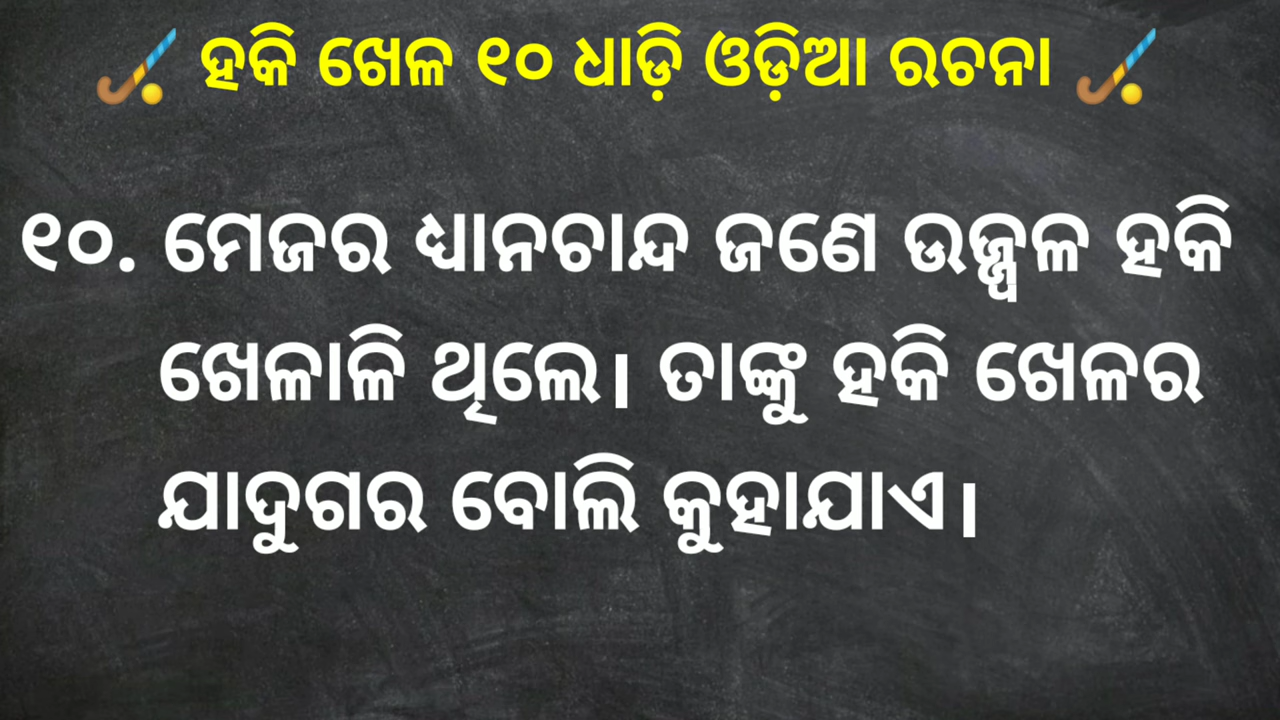 ହକି ଖେଳ ୧୦ ଧାଡ଼ି ଓଡ଼ିଆ ରଚନା
୧୦. ମେଜର ଧ୍ୟାନଚାନ୍ଦ ଜଣେ ଉଜ୍ଜ୍ୱଳ ହକି
ଖେଳାଳି ଥିଲେ। ତାଙ୍କୁ ହକି ଖେଳର
ଯାଦୁଗର ବୋଲି କୁହାଯାଏ।